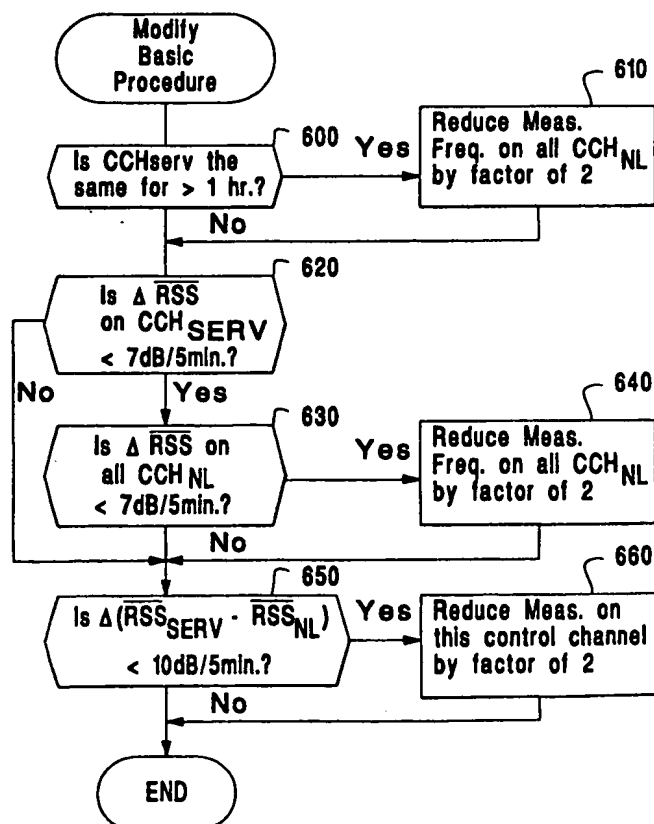 Modify
Basic
Procedure
600
Is CCHserv the
same for > 1 hr.?
Yes
610
Reduce Meas.
Freq. on all CCH NL
by factor of 2
No
620
Is Δ R̅S̅S̅
on CCH SERV
< 7dB/5min.?
No
Yes
630
Is Δ R̅S̅S̅ on
all CCH NL
< 7dB/5min.?
Yes
640
Reduce Meas.
Freq. on all CCH NL
by factor of 2
No
650
Is Δ(R̅S̅S̅ SERV - R̅S̅S̅ NL)
< 10dB/5min.?
Yes
660
Reduce Meas. on
this control channel
by factor of 2
No
END